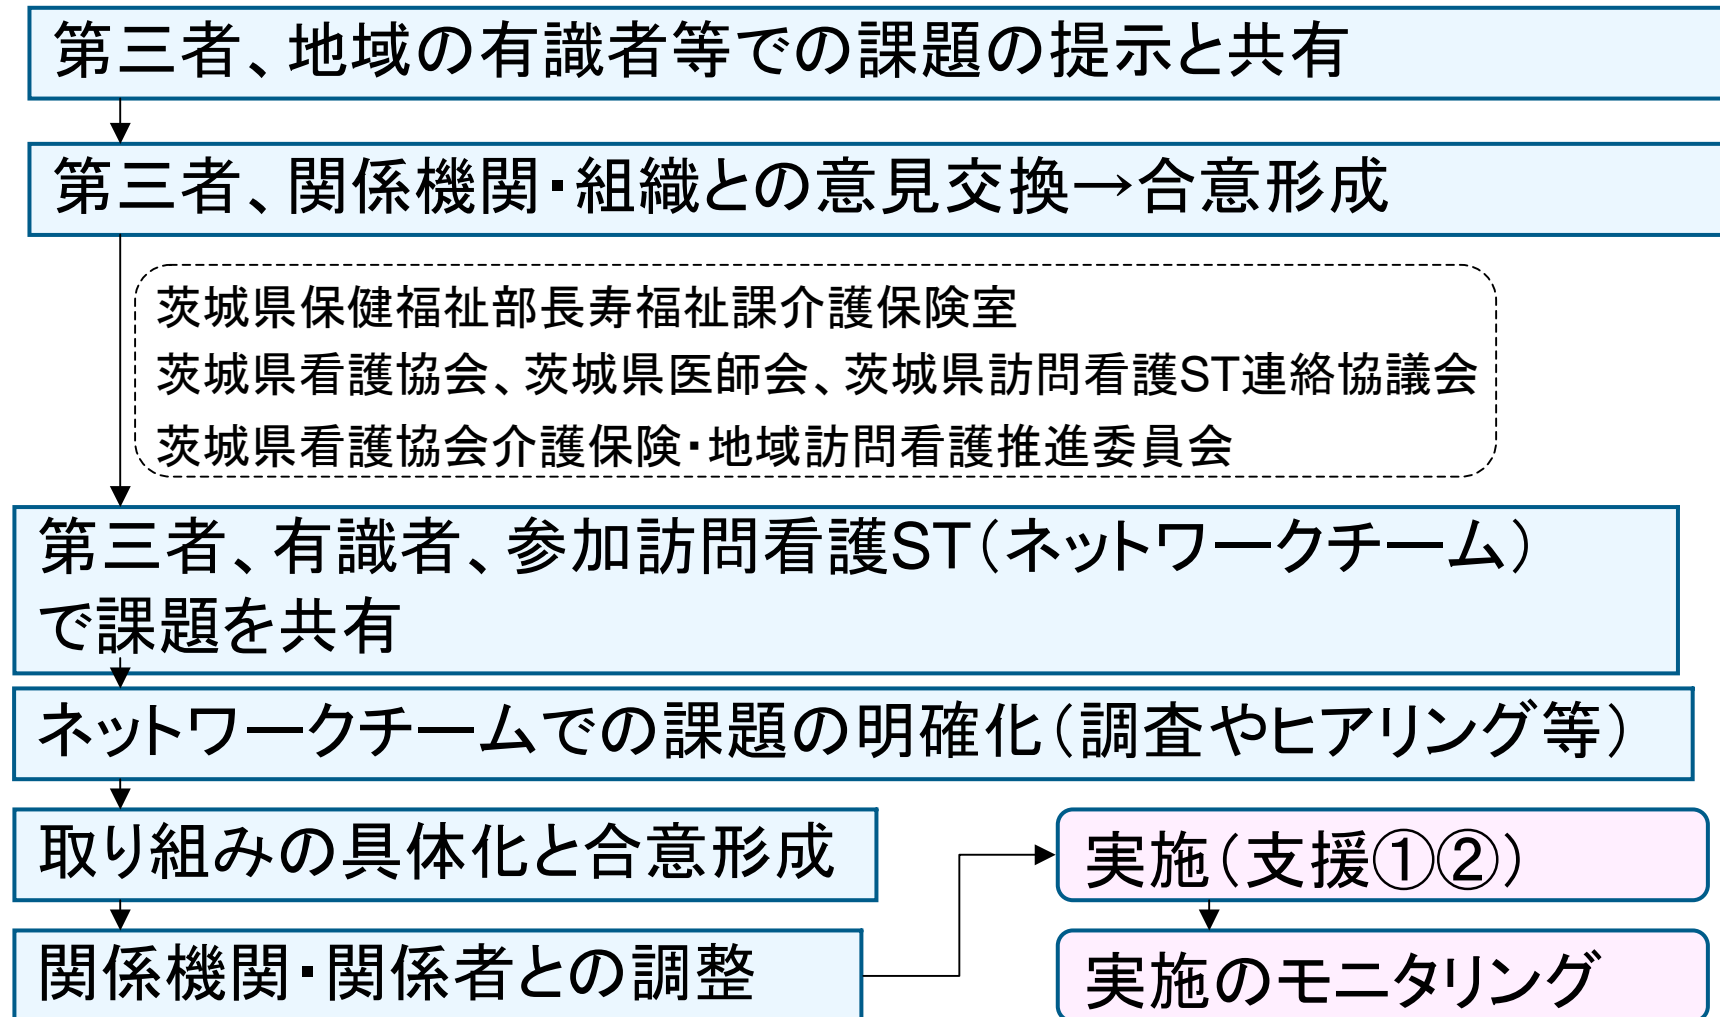 第三者、地域の有識者等での課題の提示と共有
第三者、関係機関・組織との意見交換→合意形成
茨城県保健福祉部長寿福祉課介護保険室
茨城県看護協会、茨城県医師会、茨城県訪問看護ST連絡協議会
茨城県看護協会介護保険・地域訪問看護推進委員会
第三者、有識者、参加訪問看護ST（ネットワークチーム）
で課題を共有
ネットワークチームでの課題の明確化（調査やヒアリング等）
取り組みの具体化と合意形成
関係機関・関係者との調整
実施（支援①②）
実施のモニタリング